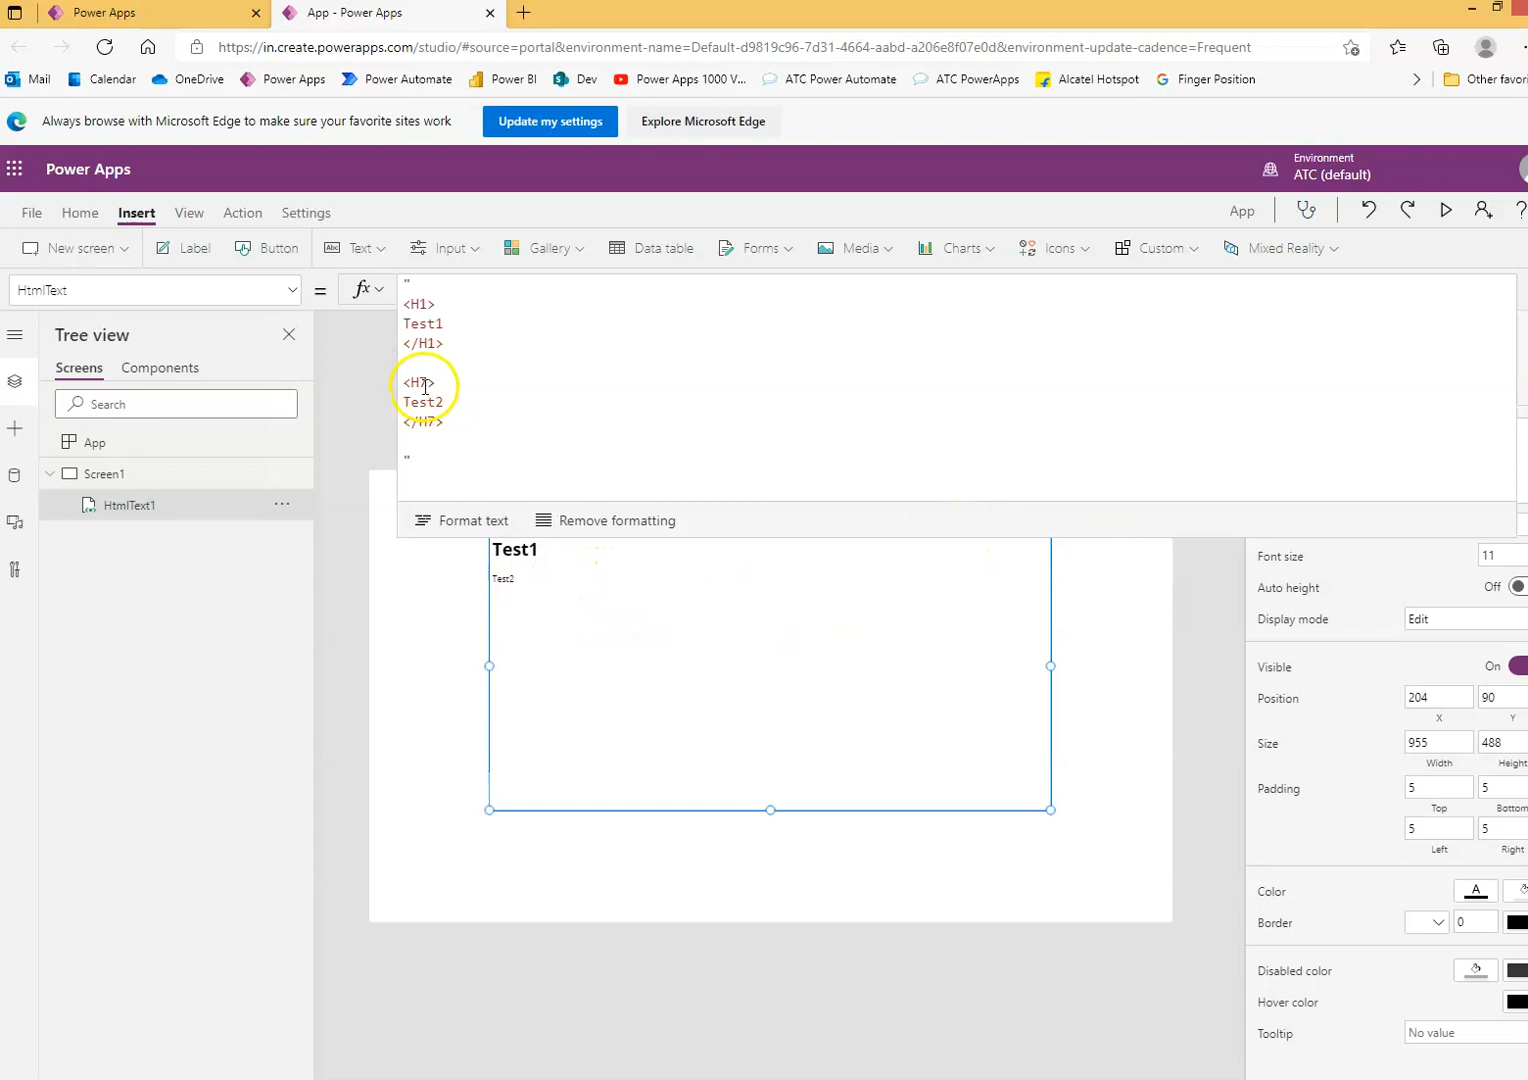 Power Apps
App - Power Apps
https://in.create.powerapps.com/studio/#source=portal&environment-name=Default-d9819c96-7d31-4664-aabd-a206e8f07e0d&environment-update-cadence=Frequent
Mail Calendar OneDrive Power Apps Power Automate Power BI Dev Power Apps 1000 V... ATC Power Automate ATC PowerApps Alcatel Hotspot Finger Position Other favori
Always browse with Microsoft Edge to make sure your favorite sites work Update my settings Explore Microsoft Edge
Power Apps
Environment
ATC (default)
File Home Insert View Action Settings App
New screen Label Button Abc Text Input Gallery Data table Forms Media Charts Icons Custom Mixed Reality
HtmlText = fx
"
<H1>
Test1
</H1>
<H7>
Test2
</H7>
"
Format text Remove formatting
Tree view
Screens Components
Search
App
Screen1
HtmlText1 ...
Test1
Test2
Font size 11
Auto height Off
Display mode Edit
Visible On
Position 204 90
X Y
Size 955 488
Width Height
Padding 5 5
Top Bottom
5 5
Left Right
Color A
Border 0
Disabled color
Hover color
Tooltip No value